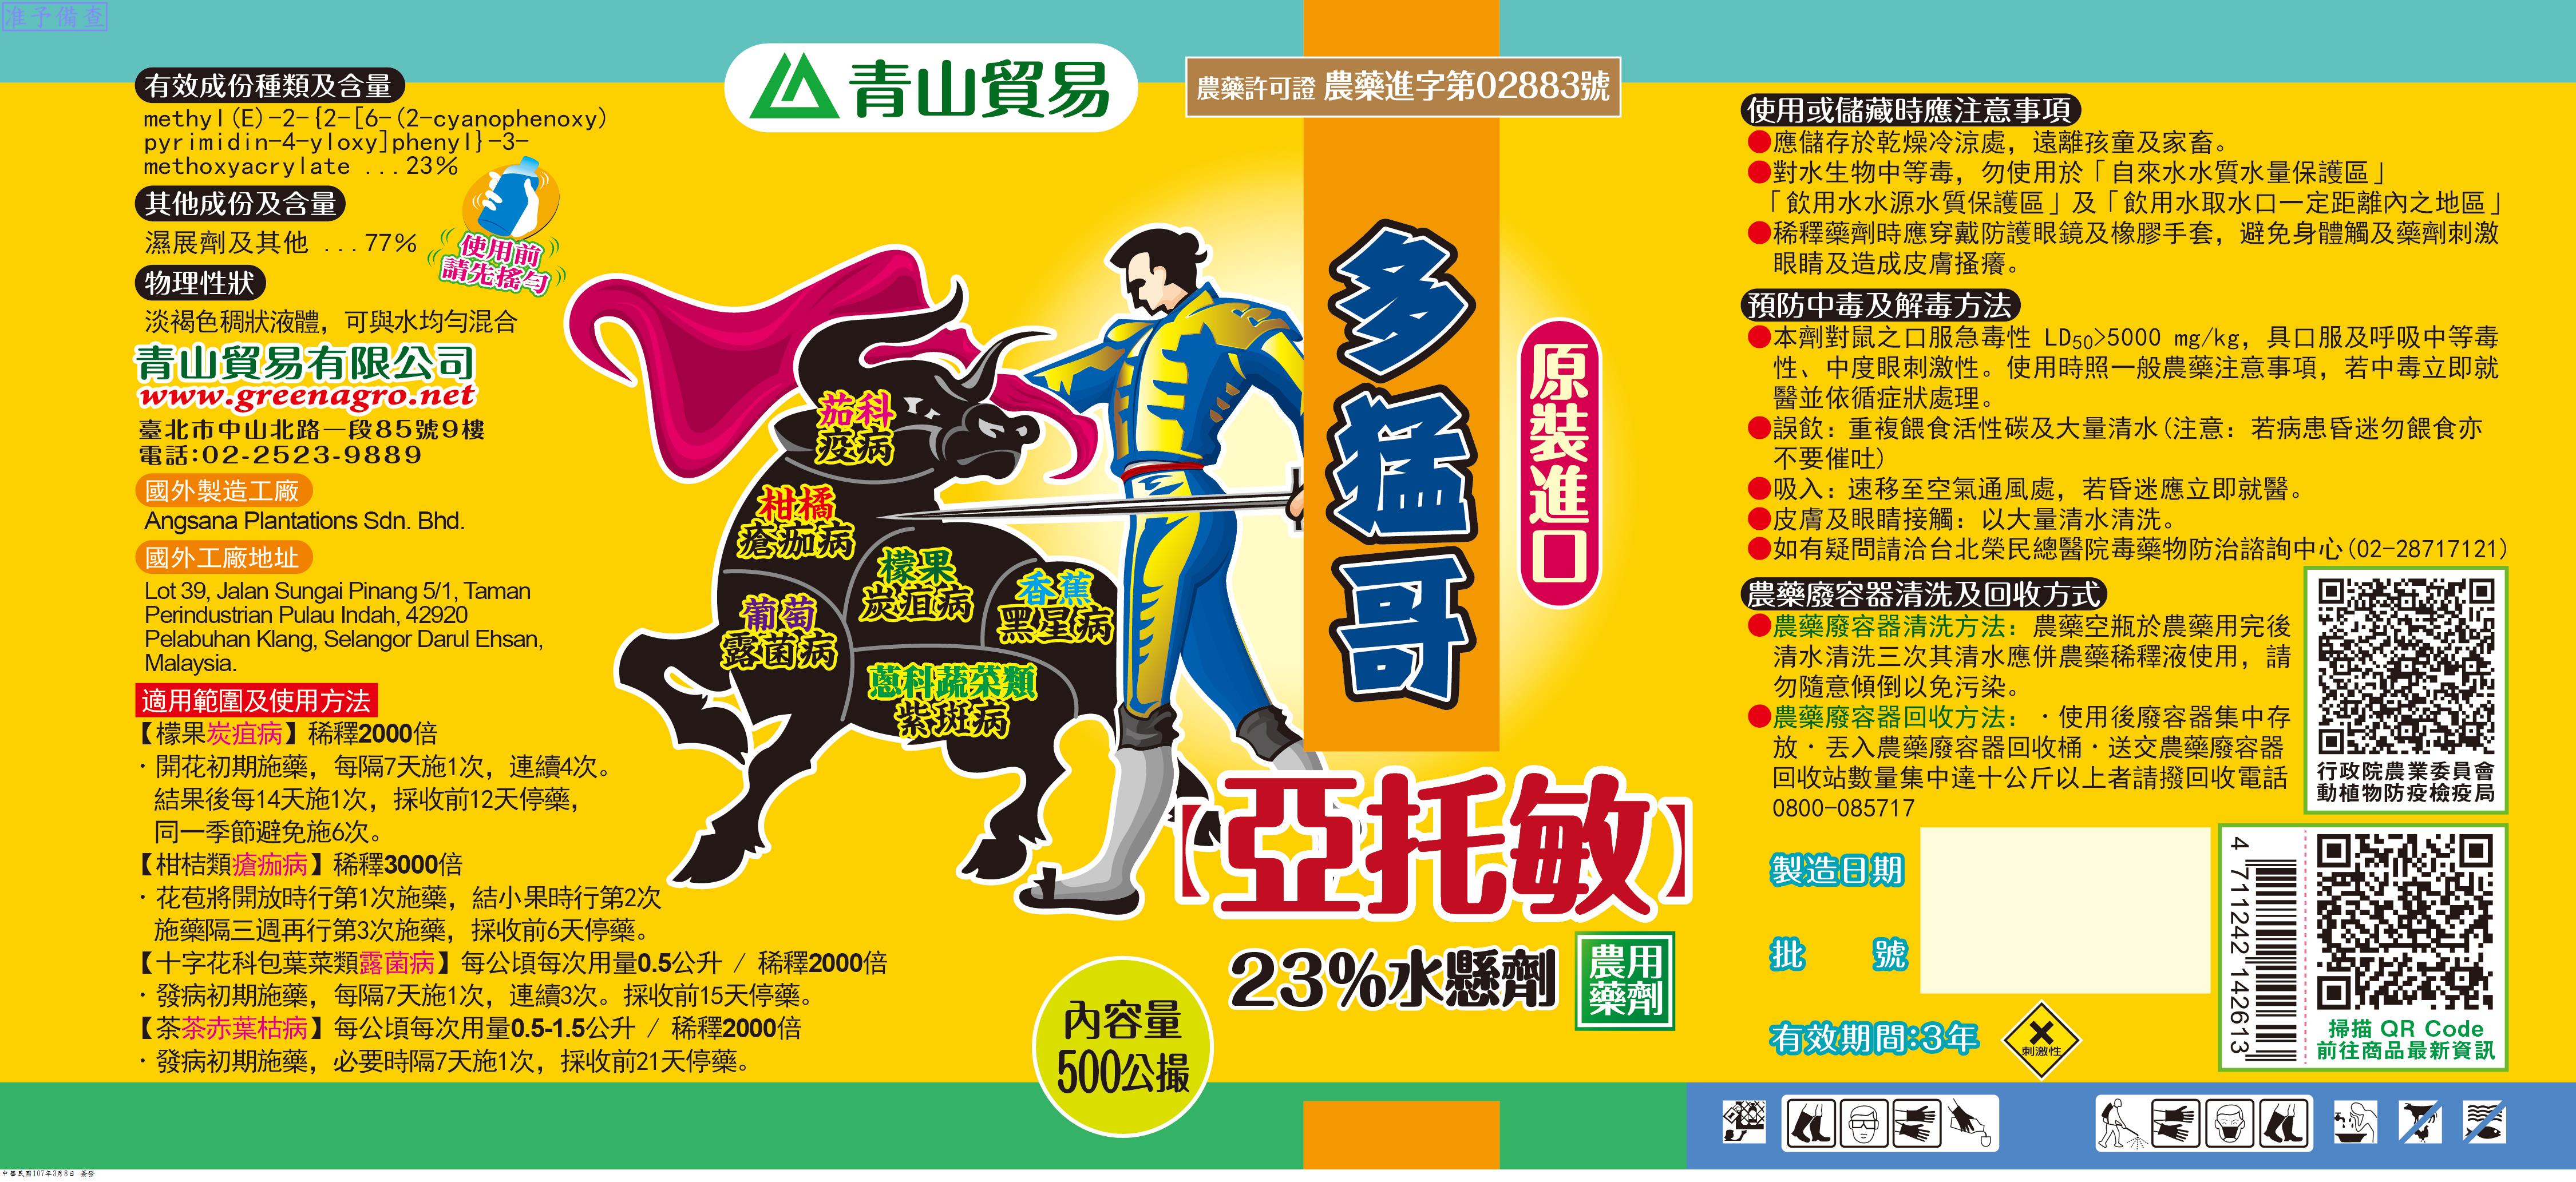 准予備查
有效成份種類及含量
methyl(E)-2-{2-[6-(2-cyanophenoxy)
pyrimidin-4-yloxy]phenyl}-3-
methoxyacrylate ...23%
其他成份及含量
濕展劑及其他 ...77%
使用前
請先搖勻
物理性狀
淡褐色稠狀液體，可與水均勻混合
青山貿易有限公司
www.greenagro.net
臺北市中山北路一段85號9樓
電話:02-2523-9889
國外製造工廠
Angsana Plantations Sdn. Bhd.
國外工廠地址
Lot 39, Jalan Sungai Pinang 5/1, Taman
Perindustrian Pulau Indah, 42920
Pelabuhan Klang, Selangor Darul Ehsan,
Malaysia.
適用範圍及使用方法
【檬果炭疽病】稀釋2000倍
·開花初期施藥，每隔7天施1次，連續4次。
結果後每14天施1次，採收前12天停藥，
同一季節避免施6次。
【柑桔類瘡痂病】稀釋3000倍
·花苞將開放時行第1次施藥，結小果時行第2次
施藥隔三週再行第3次施藥，採收前6天停藥。
【十字花科包葉菜類露菌病】每公頃每次用量0.5公升 / 稀釋2000倍
·發病初期施藥，每隔7天施1次，連續3次。採收前15天停藥。
【茶茶赤葉枯病】每公頃每次用量0.5-1.5公升 / 稀釋2000倍
·發病初期施藥，必要時隔7天施1次，採收前21天停藥。
青山貿易
農藥許可證 農藥進字第02883號
茄科
疫病
柑橘
瘡痂病
檬果
炭疽病
香蕉
黑星病
葡萄
露菌病
蔥科蔬菜類
紫斑病
多猛哥
原裝進口
【亞托敏】
23%水懸劑
農用
藥劑
內容量
500公撮
使用或儲藏時應注意事項
●應儲存於乾燥冷涼處，遠離孩童及家畜。
●對水生物中等毒，勿使用於「自來水水質水量保護區」
「飲用水水源水質保護區」及「飲用水取水口一定距離內之地區」
●稀釋藥劑時應穿戴防護眼鏡及橡膠手套，避免身體觸及藥劑刺激
眼睛及造成皮膚搔癢。
預防中毒及解毒方法
●本劑對鼠之口服急毒性 LD50>5000 mg/kg，具口服及呼吸中等毒
性、中度眼刺激性。使用時照一般農藥注意事項，若中毒立即就
醫並依循症狀處理。
●誤飲：重複餵食活性碳及大量清水(注意：若病患昏迷勿餵食亦
不要催吐)
●吸入：速移至空氣通風處，若昏迷應立即就醫。
●皮膚及眼睛接觸：以大量清水清洗。
●如有疑問請洽台北榮民總醫院毒藥物防治諮詢中心(02-28717121)
農藥廢容器清洗及回收方式
●農藥廢容器清洗方法：農藥空瓶於農藥用完後
清水清洗三次其清水應併農藥稀釋液使用，請
勿隨意傾倒以免污染。
●農藥廢容器回收方法：·使用後廢容器集中存
放·丟入農藥廢容器回收桶·送交農藥廢容器
回收站數量集中達十公斤以上者請撥回收電話
0800-085717
行政院農業委員會
動植物防疫檢疫局
製造日期
批 號
有效期間:3年
刺激性
4 711242 142613
掃描 QR Code
前往商品最新資訊
中華民國107年3月8日 簽發